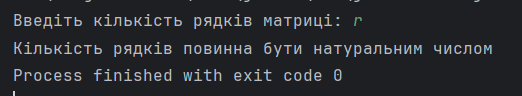 Введіть кількість рядків матриці: r
Кількість рядків повинна бути натуральним числом
Process finished with exit code 0